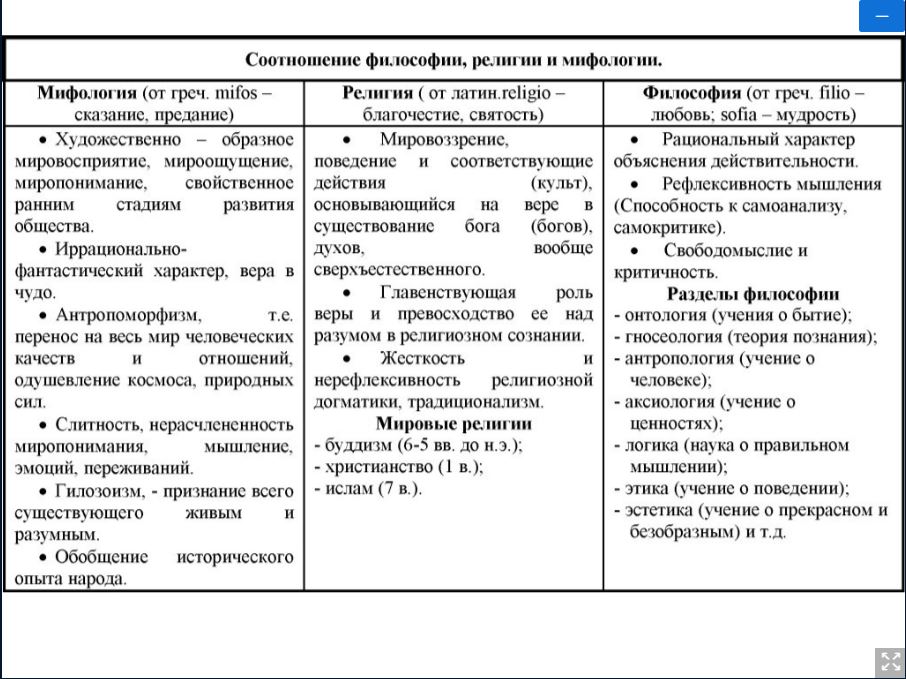 Соотношение философии, религии и мифологии.
Мифология (от греч. mifos –
сказание, предание)
Религия ( от латин.religio –
благочестие, святость)
Философия (от греч. filio –
любовь; sofia – мудрость)
• Художественно – образное
мировосприятие, мироощущение,
миропонимание, свойственное
ранним стадиям развития
общества.
• Иррационально-
фантастический характер, вера в
чудо.
• Антропоморфизм, т.е.
перенос на весь мир человеческих
качеств и отношений,
одушевление космоса, природных
сил.
• Слитность, нерасчлененность
миропонимания, мышление,
эмоций, переживаний.
• Гилозоизм, - признание всего
существующего живым и
разумным.
• Обобщение исторического
опыта народа.
• Мировоззрение,
поведение и соответствующие
действия (культ),
основывающийся на вере в
существование бога (богов),
духов, вообще
сверхъестественного.
• Главенствующая роль
веры и превосходство ее над
разумом в религиозном сознании.
• Жесткость и
нерефлексивность религиозной
догматики, традиционализм.
Мировые религии
- буддизм (6-5 вв. до н.э.);
- христианство (1 в.);
- ислам (7 в.).
• Рациональный характер
объяснения действительности.
• Рефлексивность мышления
(Способность к самоанализу,
самокритике).
• Свободомыслие и
критичность.
Разделы философии
- онтология (учения о бытие);
- гносеология (теория познания);
- антропология (учение о
человеке);
- аксиология (учение о
ценностях);
- логика (наука о правильном
мышлении);
- этика (учение о поведении);
- эстетика (учение о прекрасном и
безобразным) и т.д.